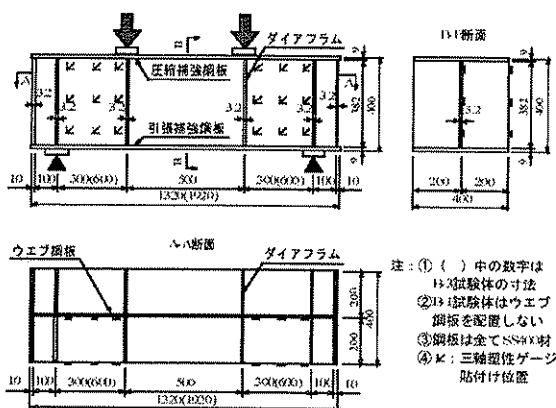 B
B-B断面
ダイアフラム
圧縮補強鋼板
A
A
3.2
3.2
3.2
3.2
3.2
引張補強鋼板
B
9
382
400
9
10 100 300(600) 500 300(600) 100 10
1320(1920)
3.2
9
382
400
9
200 200
400
A-A断面
ウエブ鋼板
ダイアフラム
200
400
200
10 100 300(600) 500 300(600) 100 10
1320(1920)
注：①（ ）中の数字は
試験体の寸法
②試験体はウエブ
鋼板を配置しない
③鋼板は全てSS400材
④：三軸塑性ゲージ
貼付け位置